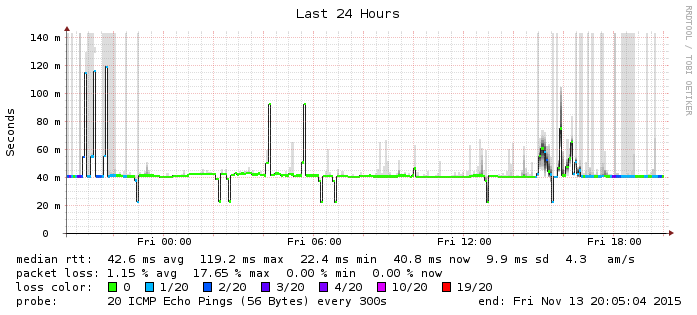 Last 24 Hours
RRDTOOL / TOBI OETIKER
Seconds
140 m
120 m
100 m
80 m
60 m
40 m
20 m
0
Fri 00:00 Fri 06:00 Fri 12:00 Fri 18:00
median rtt: 42.6 ms avg 119.2 ms max 22.4 ms min 40.8 ms now 9.9 ms sd 4.3 am/s
packet loss: 1.15 % avg 17.65 % max 0.00 % min 0.00 % now
loss color: 0 1/20 2/20 3/20 4/20 10/20 19/20
probe: 20 ICMP Echo Pings (56 Bytes) every 300s end: Fri Nov 13 20:05:04 2015